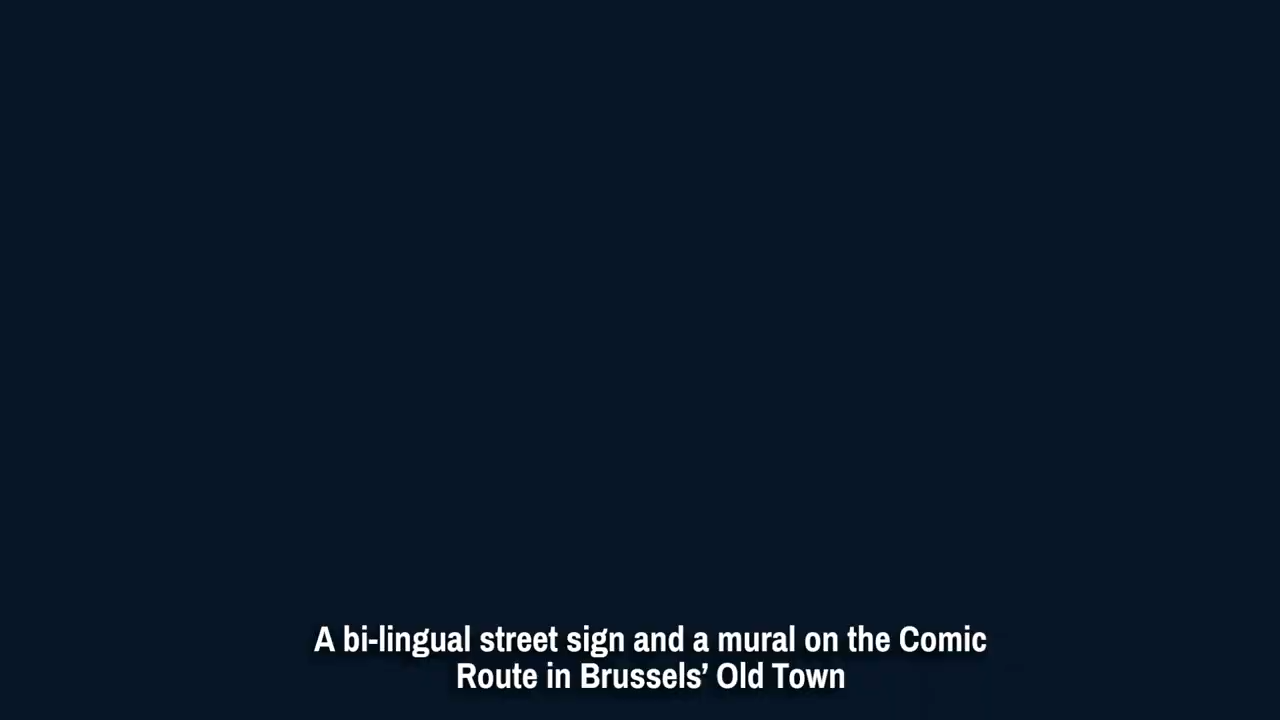 A bi-lingual street sign and a mural on the Comic
Route in Brussels’ Old Town